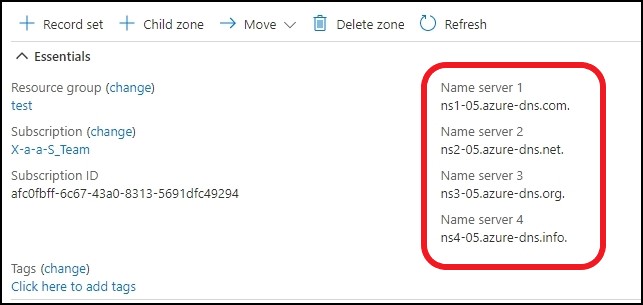 Record set Child zone Move Delete zone Refresh
Essentials
Resource group (change)
test
Subscription (change)
X-a-a-S_Team
Subscription ID
afc0fbff-6c67-43a0-8313-5691dfc49294
Tags (change)
Click here to add tags
Name server 1
ns1-05.azure-dns.com.
Name server 2
ns2-05.azure-dns.net.
Name server 3
ns3-05.azure-dns.org.
Name server 4
ns4-05.azure-dns.info.